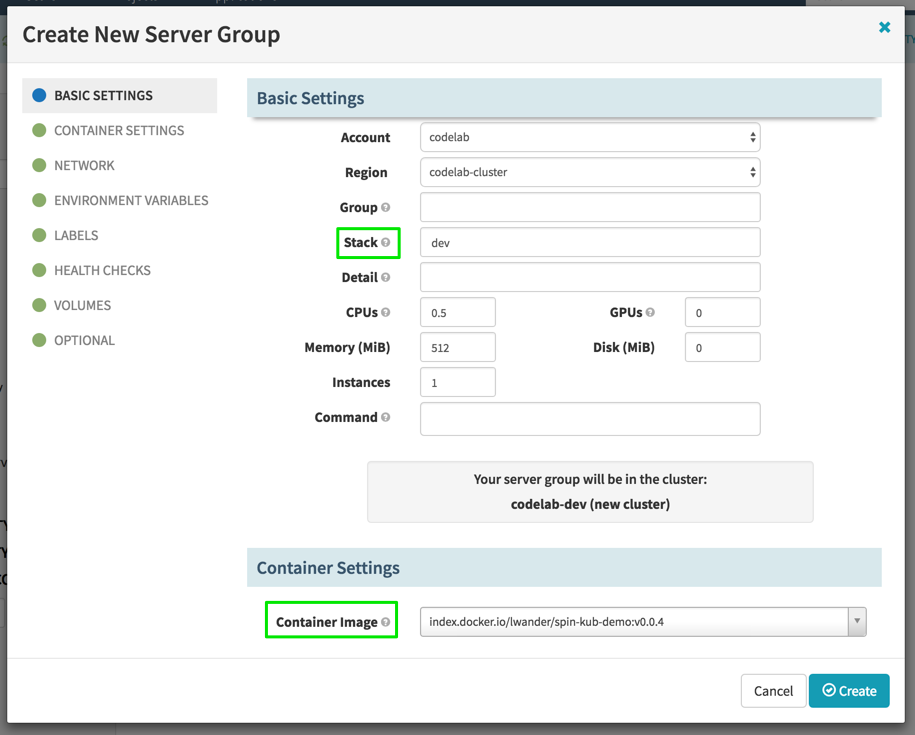 Create New Server Group
BASIC SETTINGS
CONTAINER SETTINGS
NETWORK
ENVIRONMENT VARIABLES
LABELS
HEALTH CHECKS
VOLUMES
OPTIONAL
Basic Settings
Account codelab
Region codelab-cluster
Group
Stack dev
Detail
CPUs 0.5 GPUs 0
Memory (MiB) 512 Disk (MiB) 0
Instances 1
Command
Your server group will be in the cluster:
codelab-dev (new cluster)
Container Settings
Container Image index.docker.io/lwander/spin-kub-demo:v0.0.4
Cancel Create